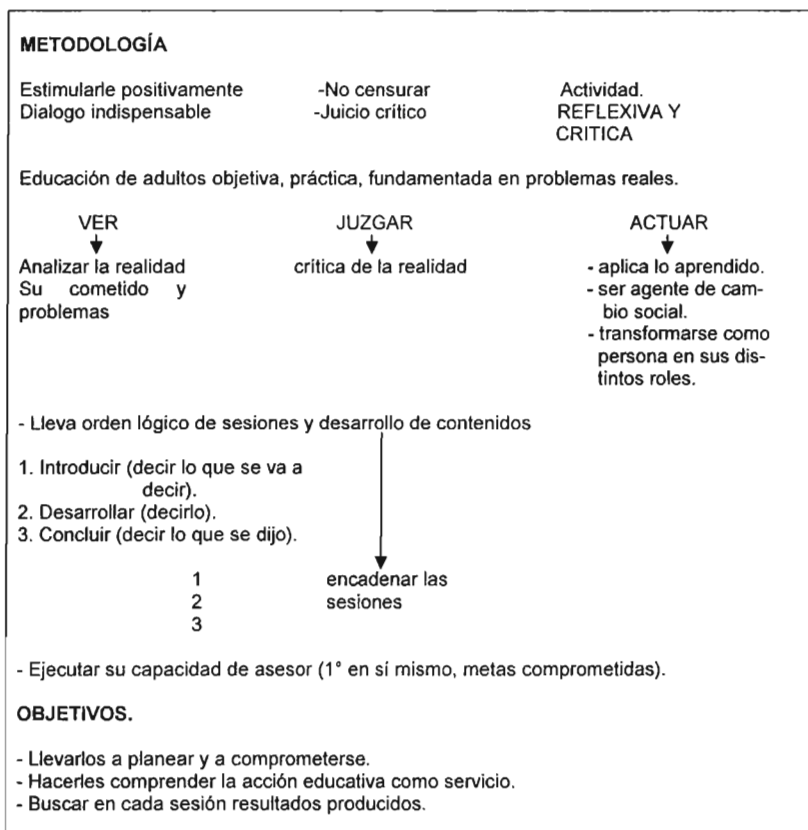 METODOLOGÍA
Estimularle positivamente -No censurar Actividad.
Dialogo indispensable -Juicio crítico REFLEXIVA Y
CRITICA
Educación de adultos objetiva, práctica, fundamentada en problemas reales.
VER JUZGAR ACTUAR
Analizar la realidad crítica de la realidad - aplica lo aprendido.
Su cometido y - ser agente de cam-
problemas bio social.
- transformarse como
persona en sus dis-
tintos roles.
- Lleva orden lógico de sesiones y desarrollo de contenidos
1. Introducir (decir lo que se va a
decir).
2. Desarrollar (decirlo).
3. Concluir (decir lo que se dijo).
1 encadenar las
2 sesiones
3
- Ejecutar su capacidad de asesor (1° en sí mismo, metas comprometidas).
OBJETIVOS.
- Llevarlos a planear y a comprometerse.
- Hacerles comprender la acción educativa como servicio.
- Buscar en cada sesión resultados producidos.